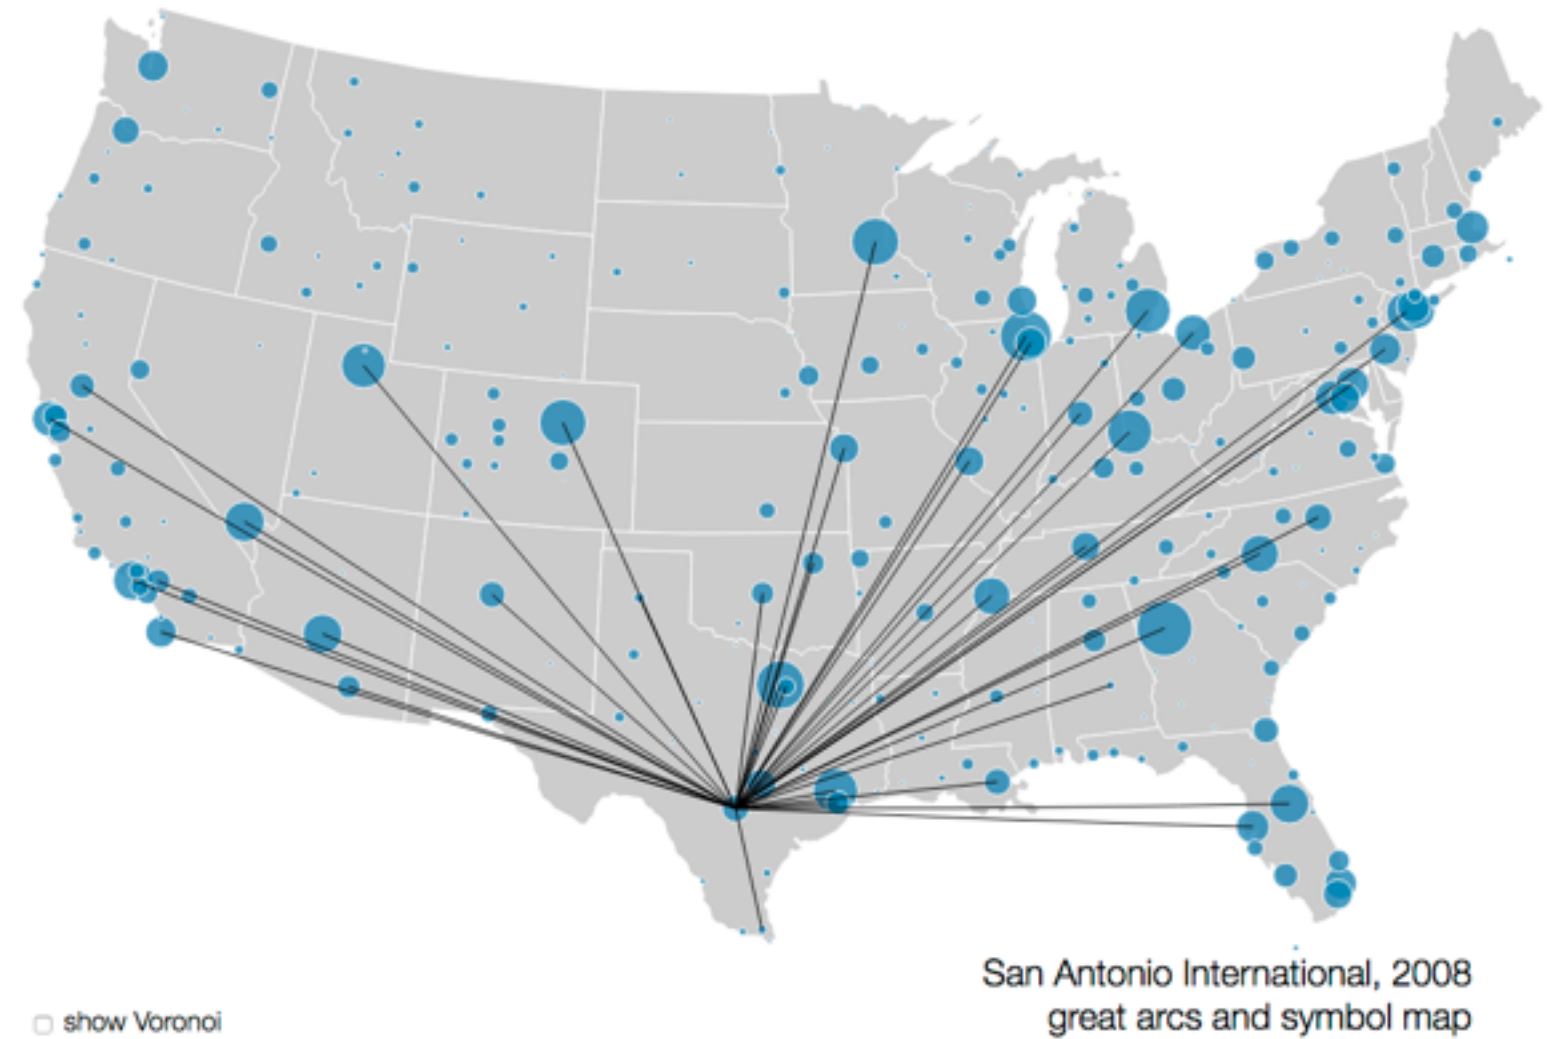 San Antonio International, 2008
great arcs and symbol map
show Voronoi